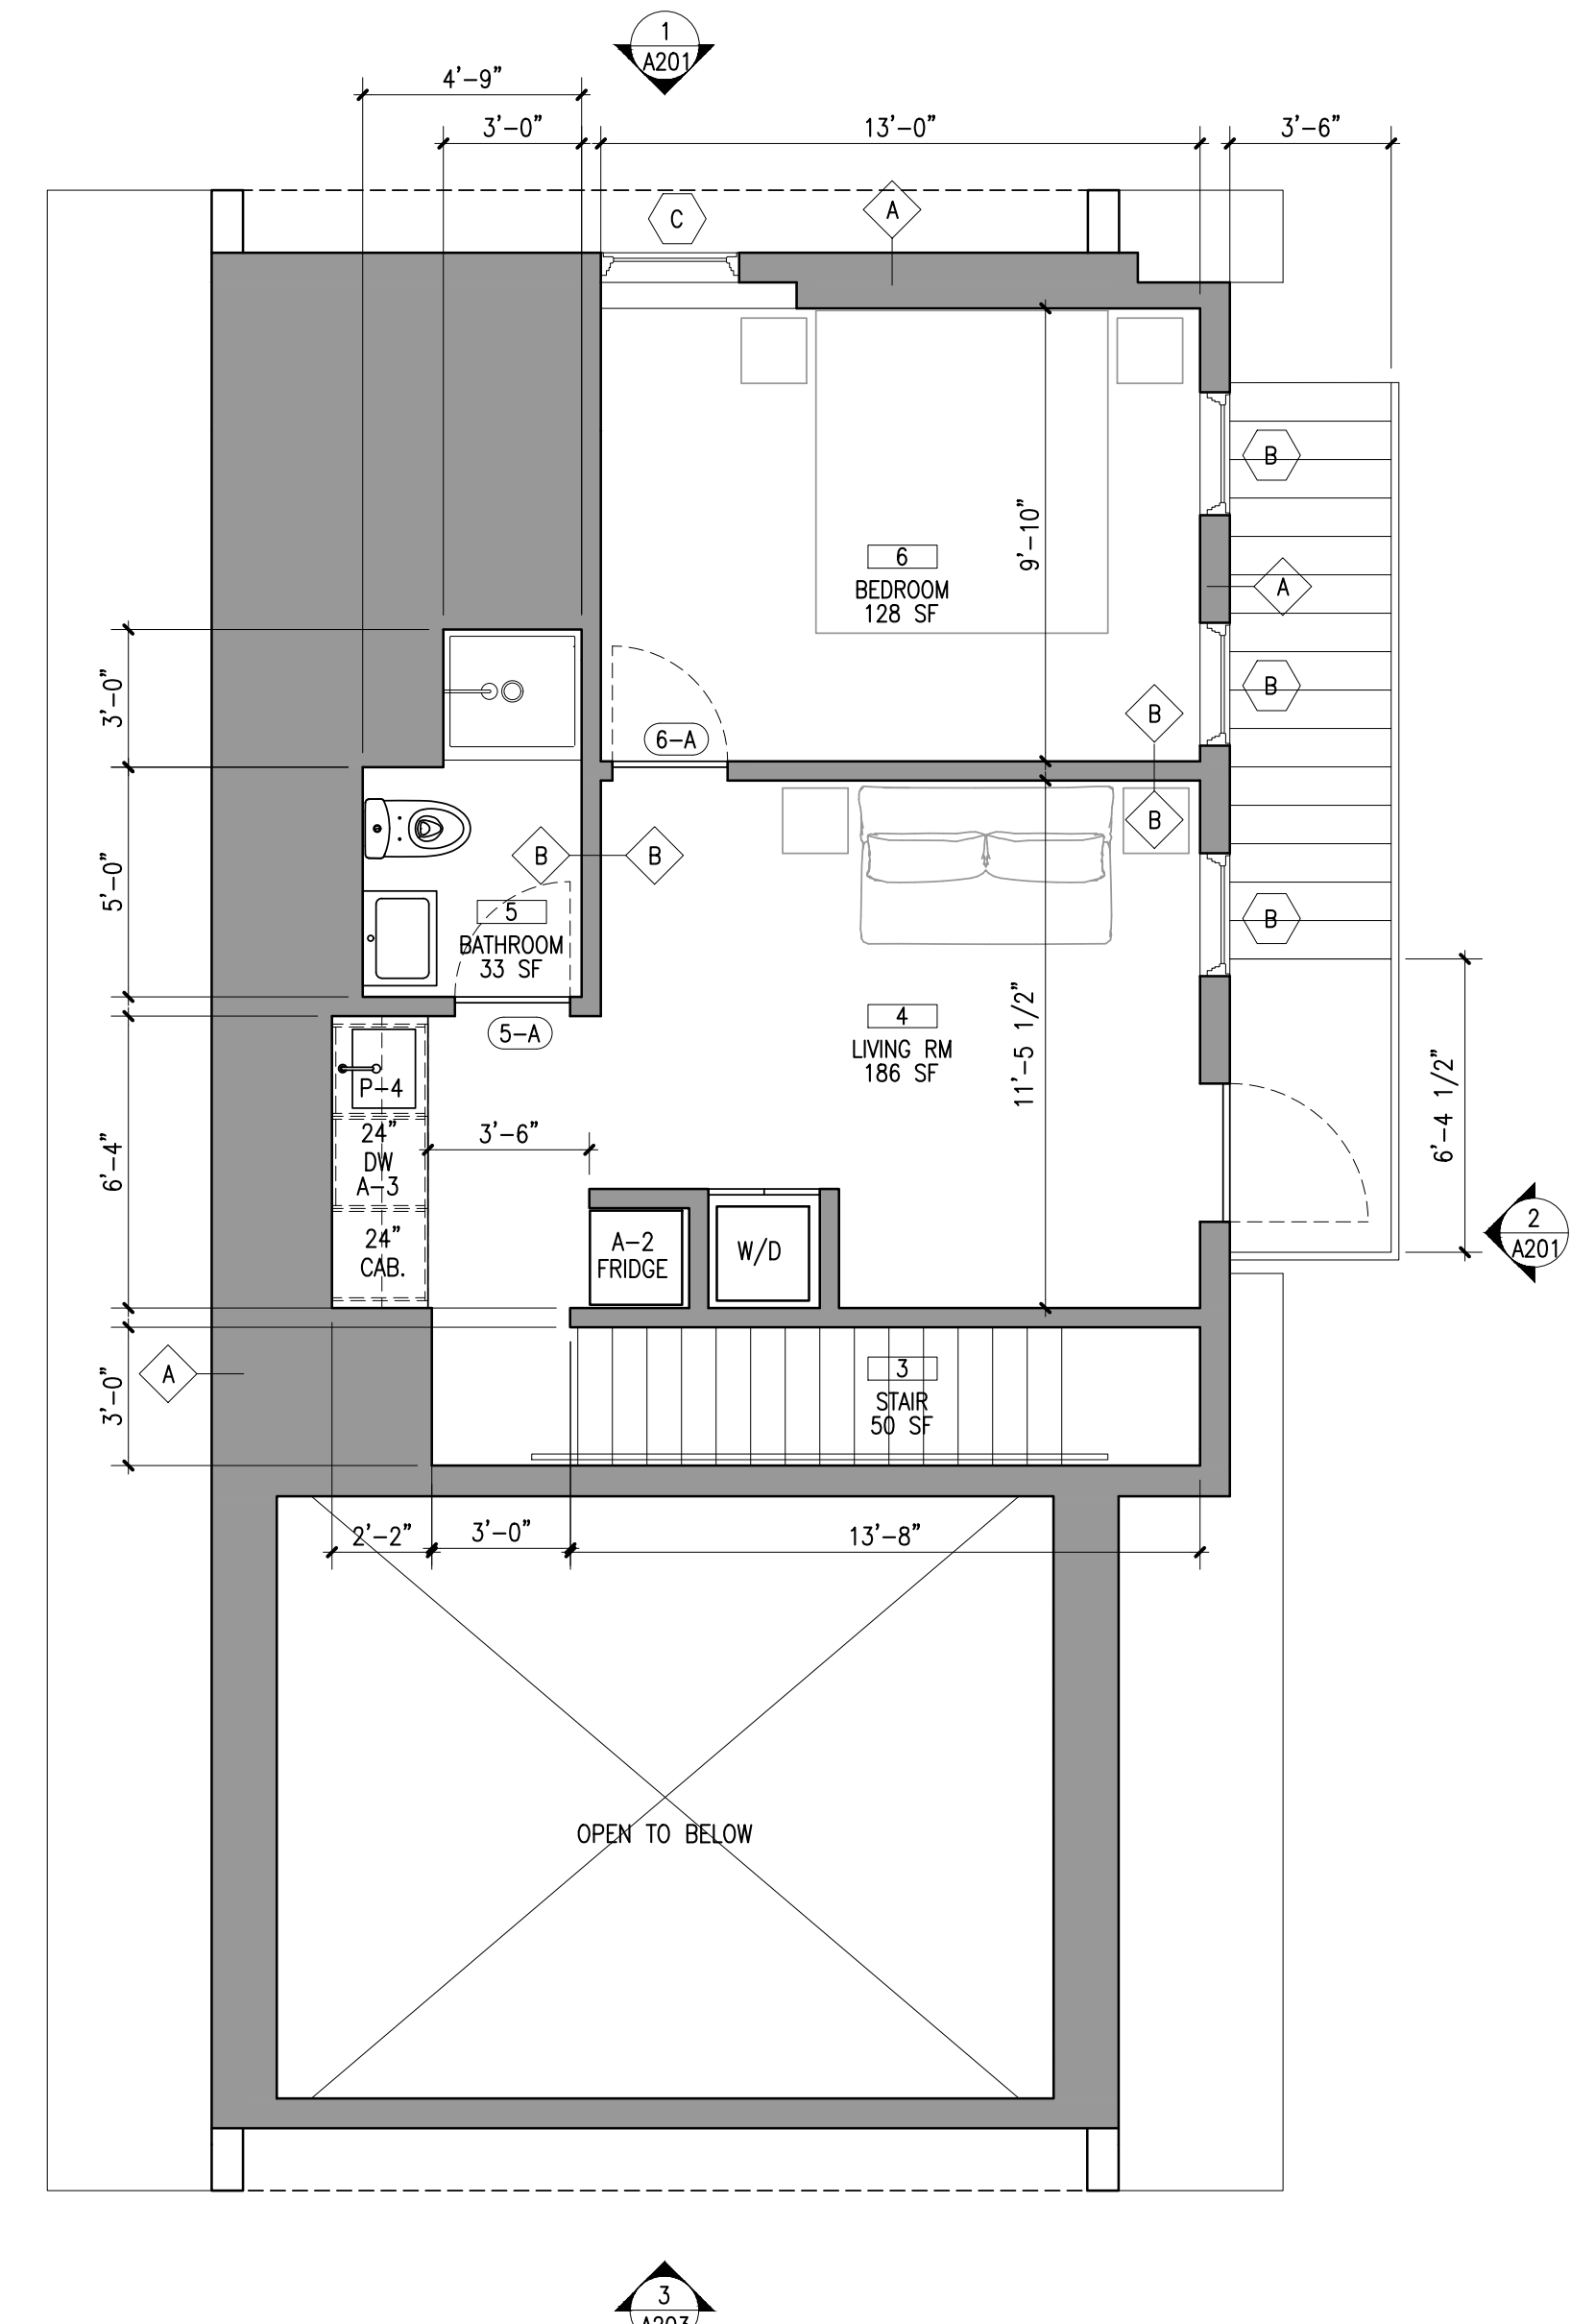 1
A201
4'-9"
3'-0"
13'-0"
3'-6"
C
A
B
6
BEDROOM
128 SF
9'-10"
A
3'-0"
B
6-A
B
B
B
B
5'-0"
5
BATHROOM
33 SF
B
4
LIVING RM
186 SF
11'-5 1/2"
5-A
P-4
6'-4 1/2"
24"
DW
A-3
3'-6"
6'-4"
24"
CAB.
A-2
FRIDGE
W/D
2
A201
A
3'-0"
3
STAIR
50 SF
2'-2"
3'-0"
13'-8"
OPEN TO BELOW
3
A203